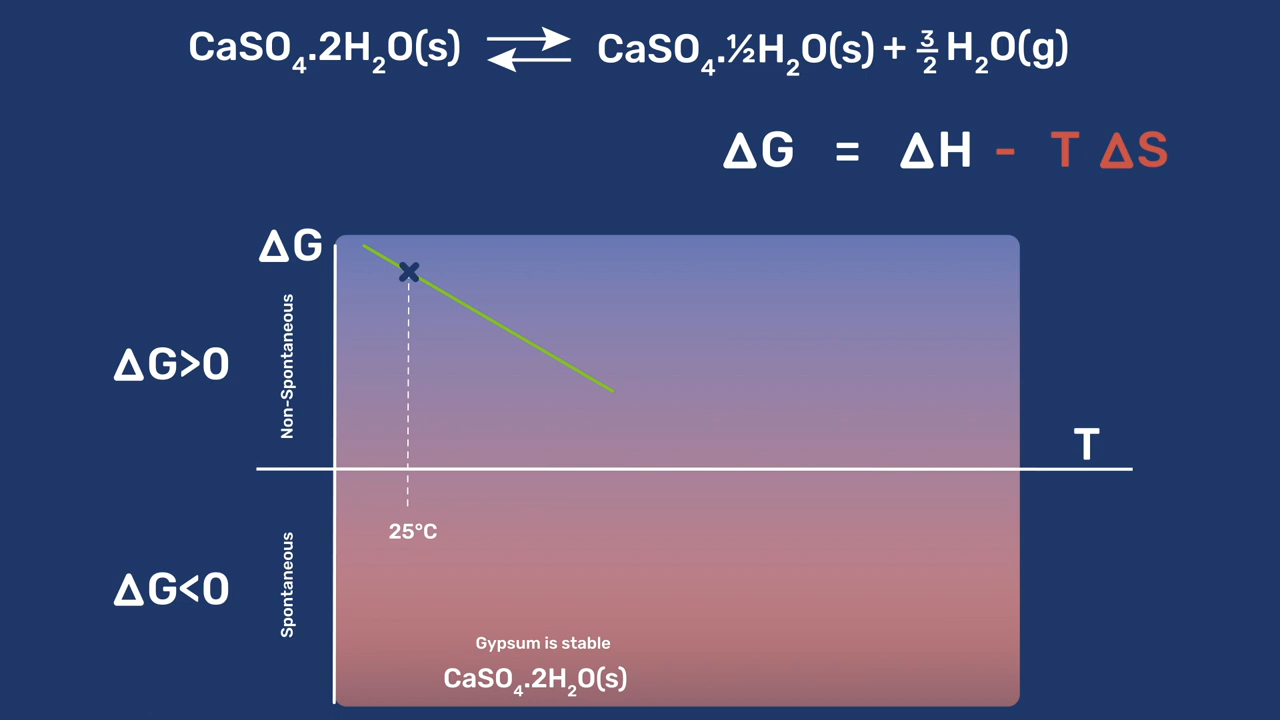 CaSO₄.2H₂O(s) ⇌ CaSO₄.½H₂O(s) + 3/2 H₂O(g)
ΔG = ΔH - T ΔS
ΔG
Non-Spontaneous
ΔG>0
T
25°C
Spontaneous
ΔG<0
Gypsum is stable
CaSO₄.2H₂O(s)